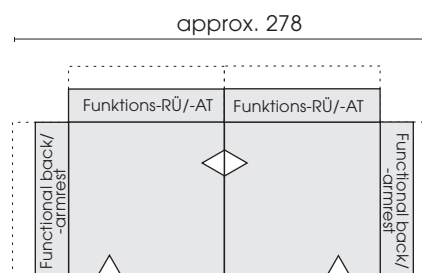 approx. 278
Funktions-RÜ/-AT
Funktions-RÜ/-AT
Functional back/
-armrest
Functional back/
-armrest